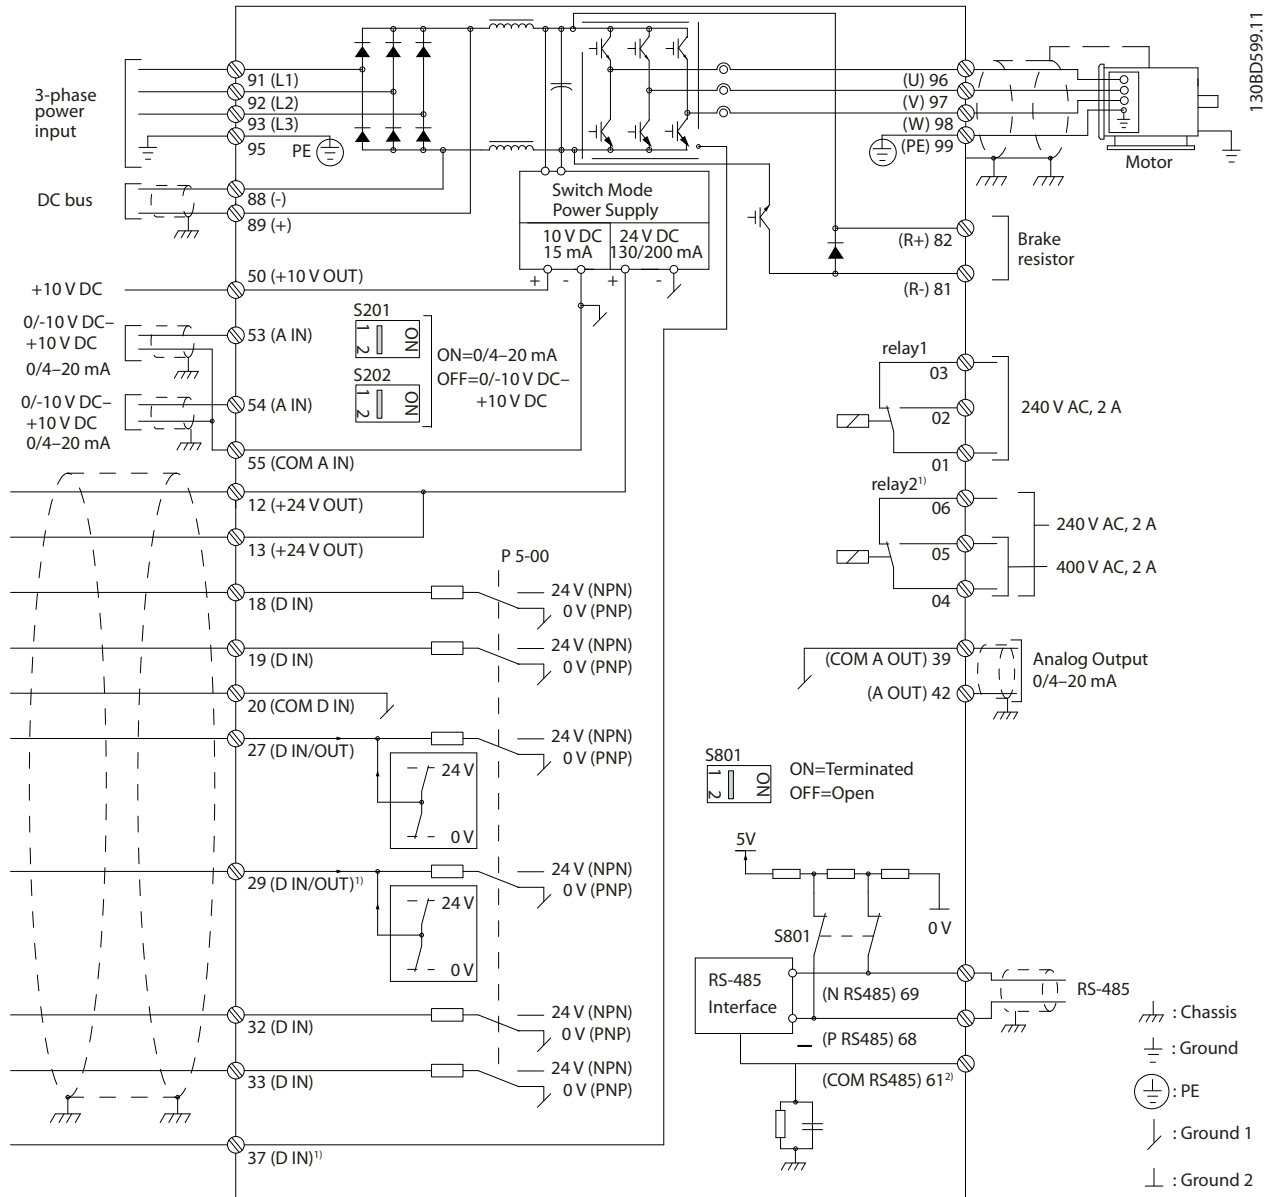 130BD599.11
3-phase
power
input
91 (L1)
92 (L2)
93 (L3)
95
PE
DC bus
88 (-)
89 (+)
+10 V DC
50 (+10 V OUT)
0/-10 V DC–
+10 V DC
0/4–20 mA
53 (A IN)
0/-10 V DC–
+10 V DC
0/4–20 mA
54 (A IN)
55 (COM A IN)
12 (+24 V OUT)
13 (+24 V OUT)
18 (D IN)
19 (D IN)
20 (COM D IN)
27 (D IN/OUT)
29 (D IN/OUT)1)
32 (D IN)
33 (D IN)
37 (D IN)1)
Switch Mode
Power Supply
10 V DC
15 mA
24 V DC
130/200 mA
+ - + -
S201
1 2
ON
S202
1 2
ON
ON=0/4–20 mA
OFF=0/-10 V DC–
+10 V DC
P 5-00
24 V (NPN)
0 V (PNP)
24 V (NPN)
0 V (PNP)
24 V (NPN)
0 V (PNP)
24 V
0 V
24 V (NPN)
0 V (PNP)
24 V
0 V
24 V (NPN)
0 V (PNP)
24 V (NPN)
0 V (PNP)
(U) 96
(V) 97
(W) 98
(PE) 99
Motor
(R+) 82
(R-) 81
Brake
resistor
relay1
03
02
01
240 V AC, 2 A
relay2 1)
06
05
04
240 V AC, 2 A
400 V AC, 2 A
(COM A OUT) 39
(A OUT) 42
Analog Output
0/4–20 mA
S801
1 2
ON
ON=Terminated
OFF=Open
5V
0 V
S801
RS-485
Interface
(N RS485) 69
(P RS485) 68
(COM RS485) 61 2)
RS-485
: Chassis
: Ground
: PE
: Ground 1
: Ground 2